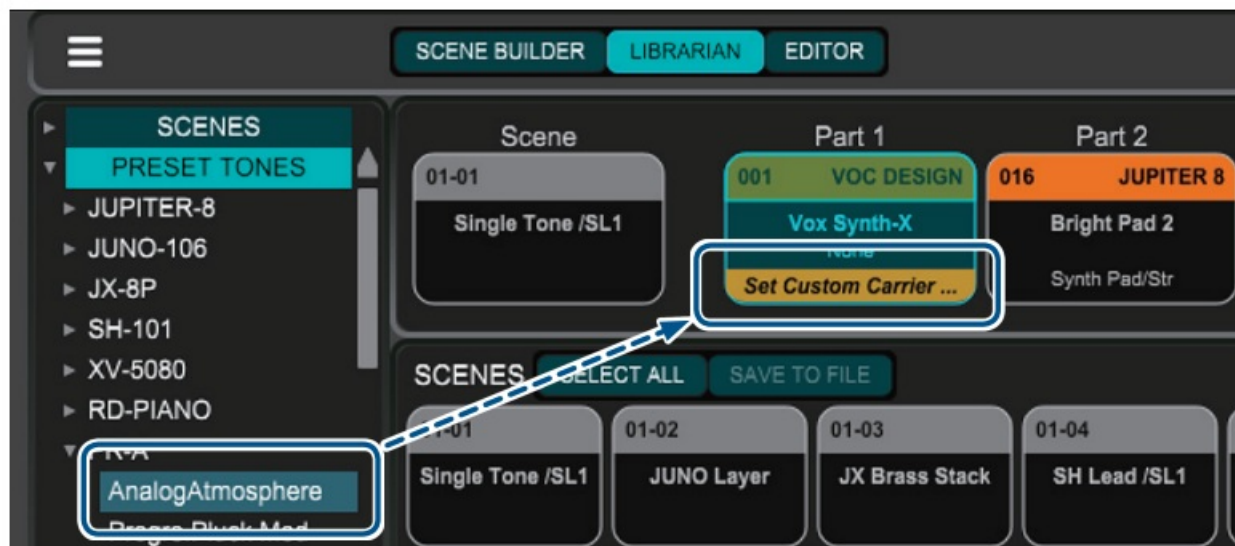 SCENE BUILDER LIBRARIAN EDITOR
SCENES
PRESET TONES
JUPITER-8
JUNO-106
JX-8P
SH-101
XV-5080
RD-PIANO
AnalogAtmosphere
Scene Part 1 Part 2
01-01 001 VOC DESIGN 016 JUPITER 8
Single Tone /SL1 Vox Synth-X Bright Pad 2
None
Set Custom Carrier ... Synth Pad/Str
SCENES SELECT ALL SAVE TO FILE
01-01 01-02 01-03 01-04
Single Tone /SL1 JUNO Layer JX Brass Stack SH Lead /SL1